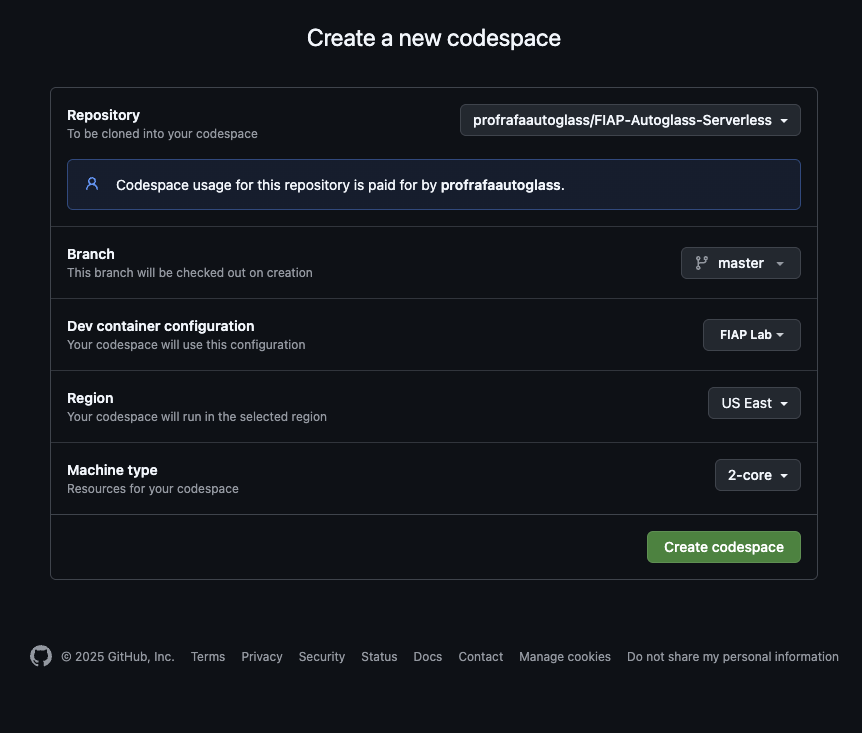 Create a new codespace
Repository
To be cloned into your codespace
profrafaautoglass/FIAP-Autoglass-Serverless
Codespace usage for this repository is paid for by profrafaautoglass.
Branch
This branch will be checked out on creation
master
Dev container configuration
Your codespace will use this configuration
FIAP Lab
Region
Your codespace will run in the selected region
US East
Machine type
Resources for your codespace
2-core
Create codespace
© 2025 GitHub, Inc. Terms Privacy Security Status Docs Contact Manage cookies Do not share my personal information